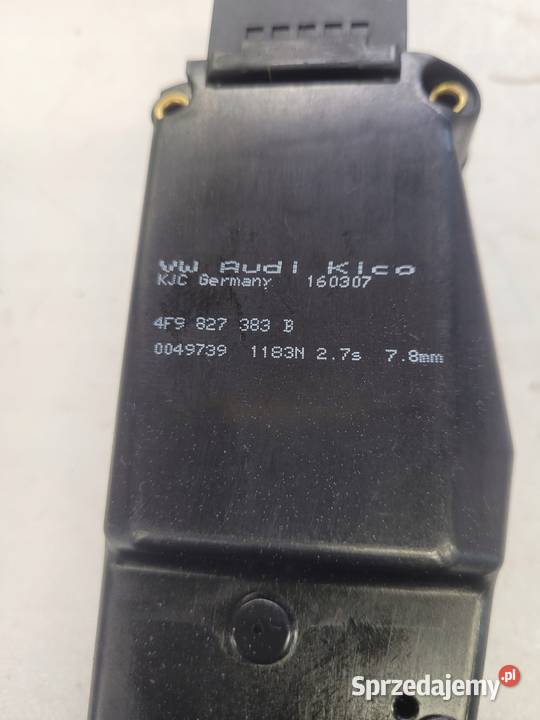 VW Audi Kico
KJC Germany 160307
4F9 827 383 B
0049739 1183N 2.7s 7.8mm
Sprzedajemy.pl